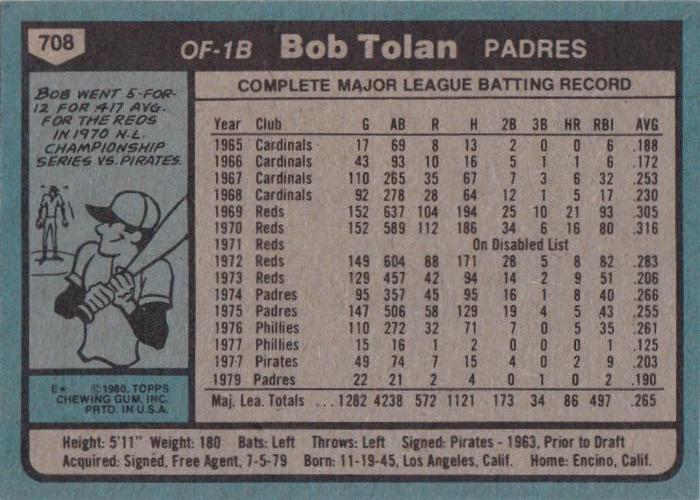 708
OF-1B Bob Tolan PADRES
BOB WENT 5-FOR-
12 FOR .417 AVG.
FOR THE REDS
IN 1970 N.L.
CHAMPIONSHIP
SERIES VS. PIRATES.
E* ©1980, TOPPS
CHEWING GUM, INC.
PRTD. IN U.S.A.
COMPLETE MAJOR LEAGUE BATTING RECORD
Year Club G AB R H 2B 3B HR RBI AVG
1965 Cardinals 17 69 8 13 2 0 0 6 .188
1966 Cardinals 43 93 10 16 5 1 1 6 .172
1967 Cardinals 110 265 35 67 7 3 6 32 .253
1968 Cardinals 92 278 28 64 12 1 5 17 .230
1969 Reds 152 637 104 194 25 10 21 93 .305
1970 Reds 152 589 112 186 34 6 16 80 .316
1971 Reds On Disabled List
1972 Reds 149 604 88 171 28 5 8 82 .283
1973 Reds 129 457 42 94 14 2 9 51 .206
1974 Padres 95 357 45 95 16 1 8 40 .266
1975 Padres 147 506 58 129 19 4 5 43 .255
1976 Phillies 110 272 32 71 7 0 5 35 .261
1977 Phillies 15 16 1 2 0 0 0 1 .125
1977 Pirates 49 74 7 15 4 0 2 9 .203
1979 Padres 22 21 2 4 0 1 0 2 .190
Maj. Lea. Totals ... 1282 4238 572 1121 173 34 86 497 .265
Height: 5'11" Weight: 180 Bats: Left Throws: Left Signed: Pirates - 1963, Prior to Draft
Acquired: Signed, Free Agent, 7-5-79 Born: 11-19-45, Los Angeles, Calif. Home: Encino, Calif.